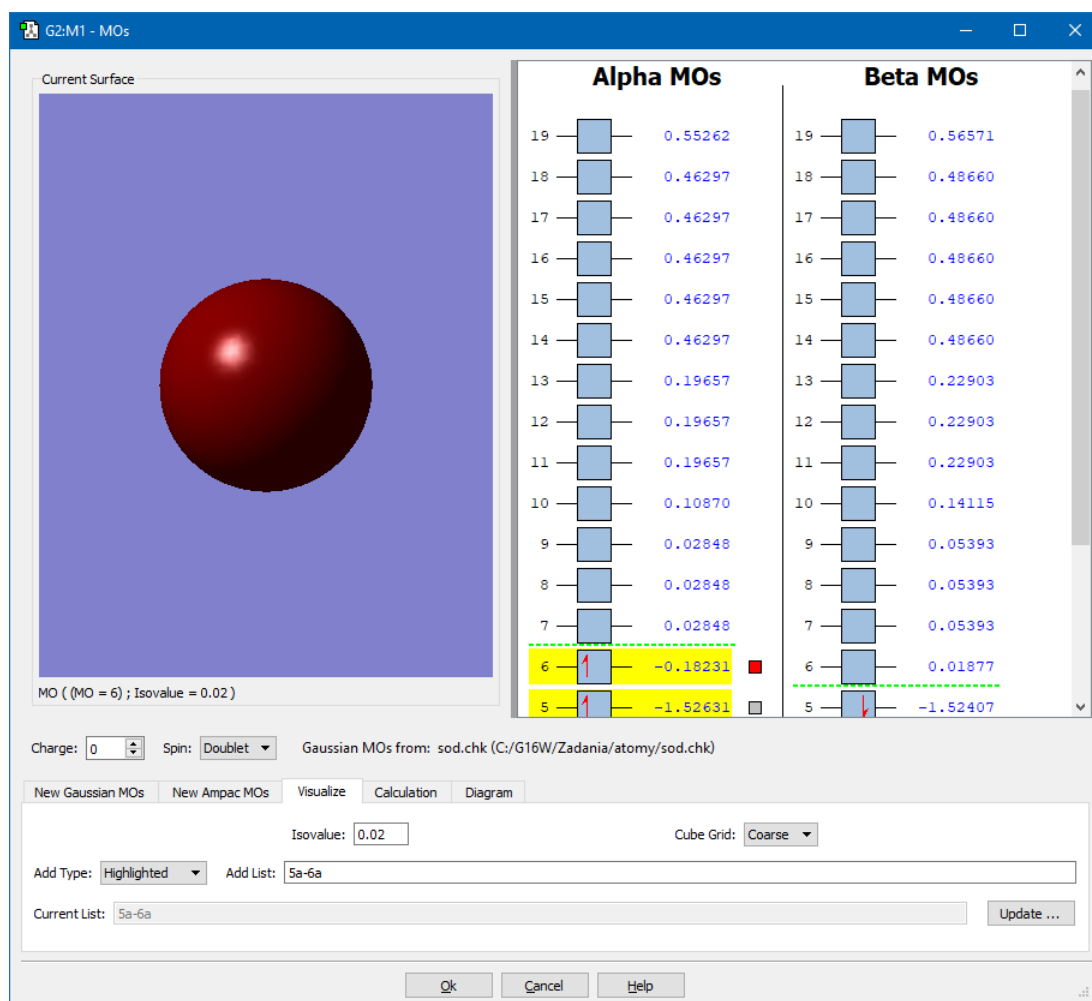 G2:M1 - MOs
Current Surface
MO ( (MO = 6) ; Isovalue = 0.02 )
Alpha MOs Beta MOs
19 0.55262 19 0.56571
18 0.46297 18 0.48660
17 0.46297 17 0.48660
16 0.46297 16 0.48660
15 0.46297 15 0.48660
14 0.46297 14 0.48660
13 0.19657 13 0.22903
12 0.19657 12 0.22903
11 0.19657 11 0.22903
10 0.10870 10 0.14115
9 0.02848 9 0.05393
8 0.02848 8 0.05393
7 0.02848 7 0.05393
6 -0.18231 6 0.01877
5 -1.52631 5 -1.52407
Charge: 0 Spin: Doublet Gaussian MOs from: sod.chk (C:/G16W/Zadania/atomy/sod.chk)
New Gaussian MOs New Ampac MOs Visualize Calculation Diagram
Isovalue: 0.02 Cube Grid: Coarse
Add Type: Highlighted Add List: 5a-6a
Current List: 5a-6a Update ...
Ok Cancel Help